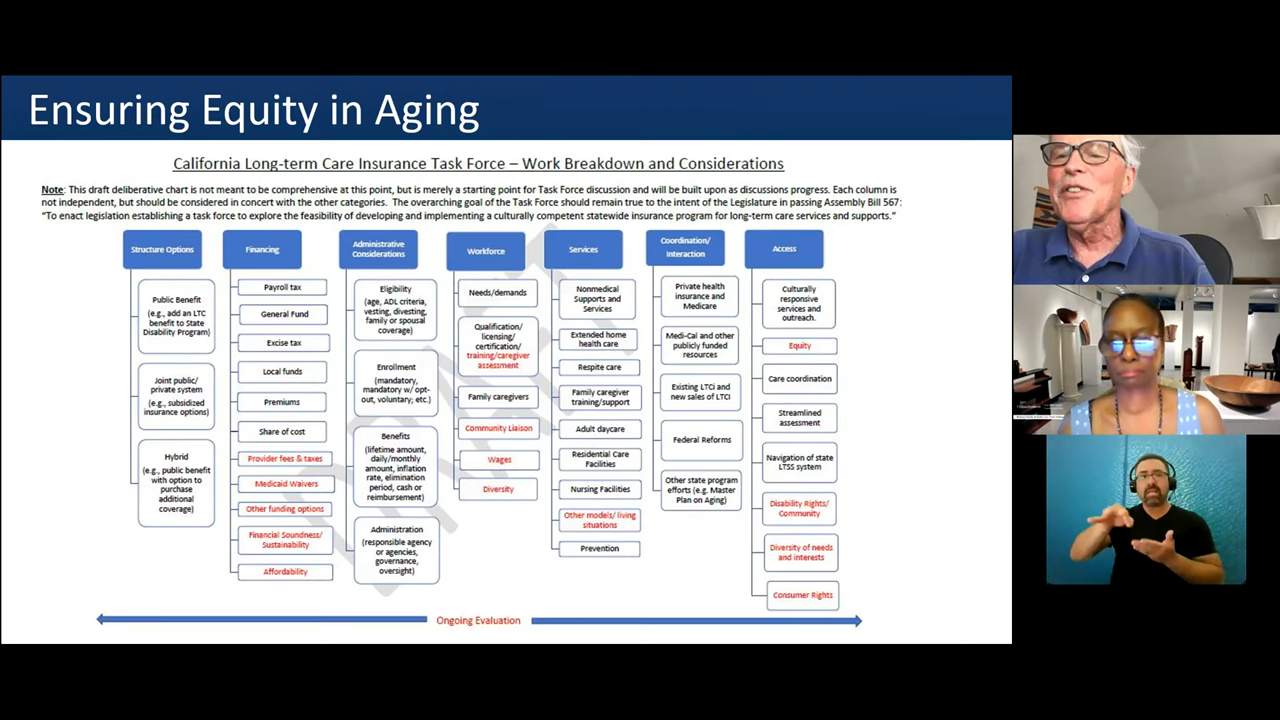 Ensuring Equity in Aging
California Long-term Care Insurance Task Force – Work Breakdown and Considerations
Note: This draft deliberative chart is not meant to be comprehensive at this point, but is merely a starting point for Task Force discussion and will be built upon as discussions progress. Each column is
not independent, but should be considered in concert with the other categories. The overarching goal of the Task Force should remain true to the intent of the Legislature in passing Assembly Bill 567:
“To enact legislation establishing a task force to explore the feasibility of developing and implementing a culturally competent statewide insurance program for long-term care services and supports.”
Structure Options
Public Benefit
(e.g., add an LTC
benefit to State
Disability Program)
Joint public/
private system
(e.g., subsidized
insurance options)
Hybrid
(e.g., public benefit
with option to
purchase
additional
coverage)
Financing
Payroll tax
General Fund
Excise tax
Local funds
Premiums
Share of cost
Provider fees & taxes
Medicaid Waivers
Other funding options
Financial Soundness/
Sustainability
Affordability
Administrative
Considerations
Eligibility
(age, ADL criteria,
vesting, divesting,
family or spousal
coverage)
Enrollment
(mandatory,
mandatory w/ opt-
out, voluntary; etc.)
Benefits
(lifetime amount,
daily/monthly
amount, inflation
rate, elimination
period, cash or
reimbursement)
Administration
(responsible agency
or agencies,
governance,
oversight)
Workforce
Needs/demands
Qualification/
licensing/
certification/
training/caregiver
assessment
Family caregivers
Community Liaison
Wages
Diversity
Services
Nonmedical
Supports and
Services
Extended home
health care
Respite care
Family caregiver
training/support
Adult daycare
Residential Care
Facilities
Nursing Facilities
Other models/ living
situations
Prevention
Coordination/
Interaction
Private health
insurance and
Medicare
Medi-Cal and other
publicly funded
resources
Existing LTCi and
new sales of LTCI
Federal Reforms
Other state program
efforts (e.g. Master
Plan on Aging)
Access
Culturally
responsive
services and
outreach.
Equity
Care coordination
Streamlined
assessment
Navigation of state
LTSS system
Disability Rights/
Community
Diversity of needs
and interests
Consumer Rights
Ongoing Evaluation
DRAFT